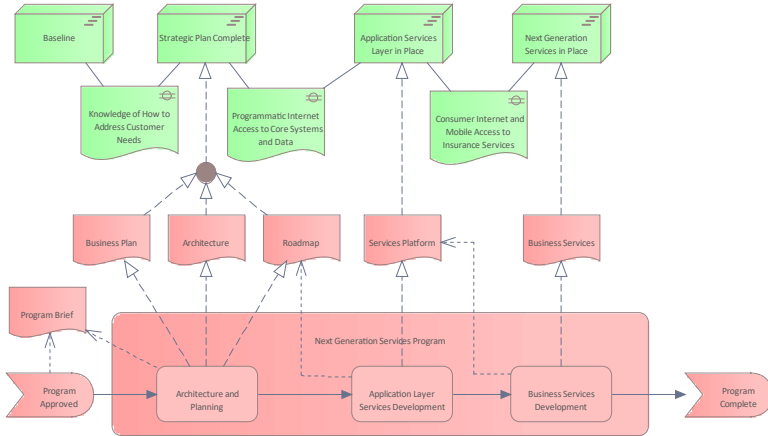 Baseline
Strategic Plan Complete
Application Services
Layer in Place
Next Generation
Services in Place
Knowledge of How to
Address Customer
Needs
Programmatic Internet
Access to Core Systems
and Data
Consumer Internet and
Mobile Access to
Insurance Services
Business Plan
Architecture
Roadmap
Services Platform
Business Services
Program Brief
Next Generation Services Program
Program
Approved
Architecture and
Planning
Application Layer
Services Development
Business Services
Development
Program
Complete